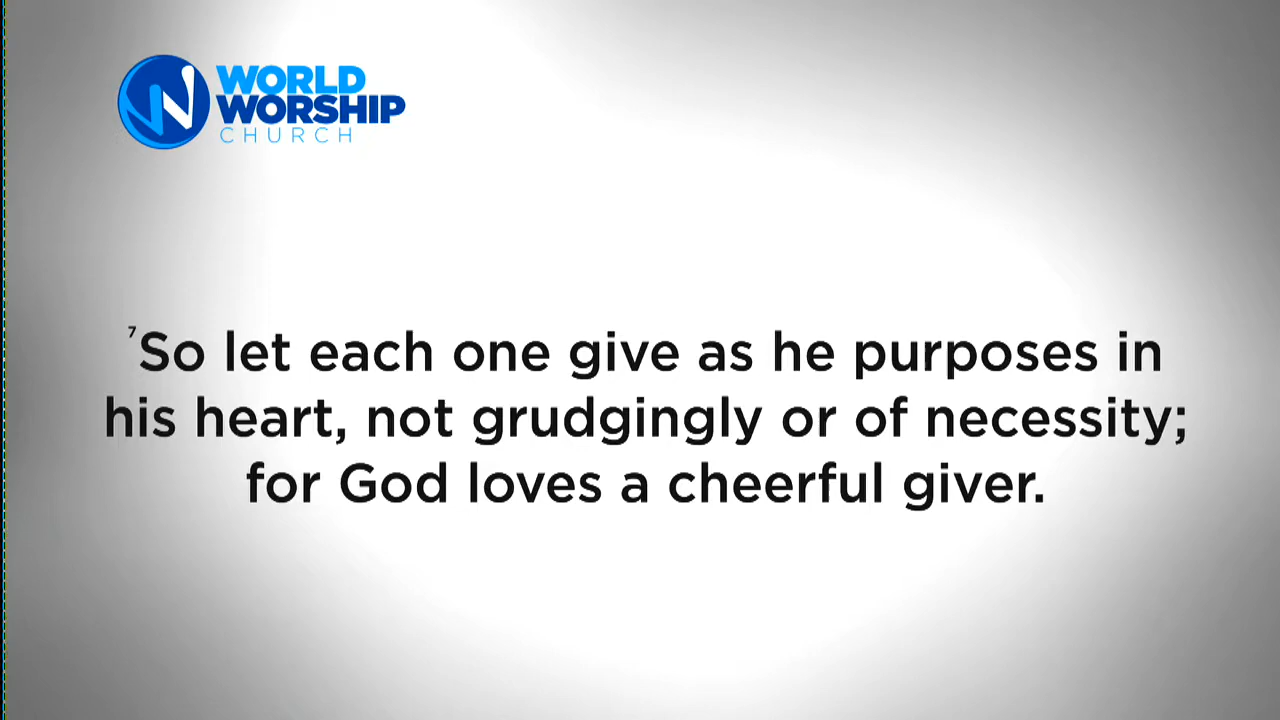 WORLD
WORSHIP
CHURCH
⁷So let each one give as he purposes in
his heart, not grudgingly or of necessity;
for God loves a cheerful giver.